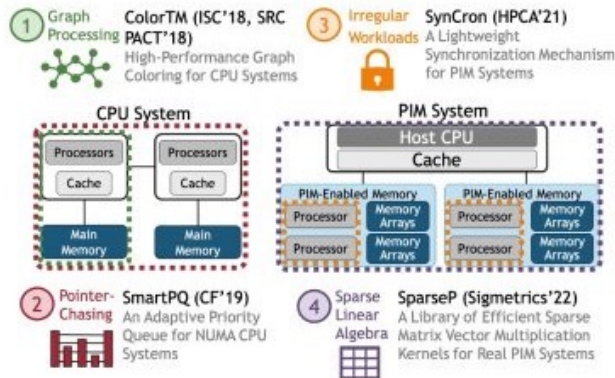 1 Graph Processing
ColorTM (ISC'18, SRC PACT'18)
High-Performance Graph Coloring for CPU Systems
3 Irregular Workloads
SynCron (HPCA'21)
A Lightweight Synchronization Mechanism for PIM Systems
CPU System
Processors
Cache
Main Memory
Processors
Cache
Main Memory
PIM System
Host CPU
Cache
PIM-Enabled Memory
Processor
Memory Arrays
Processor
Memory Arrays
PIM-Enabled Memory
Processor
Memory Arrays
Processor
Memory Arrays
2 Pointer-Chasing
SmartPQ (CF'19)
An Adaptive Priority Queue for NUMA CPU Systems
4 Sparse Linear Algebra
SparseP (Sigmetrics'22)
A Library of Efficient Sparse Matrix Vector Multiplication Kernels for Real PIM Systems